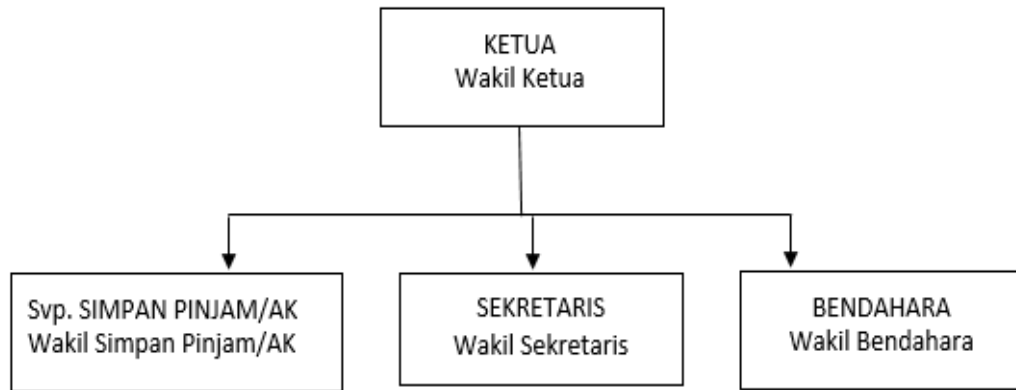 KETUA
Wakil Ketua
Svp. SIMPAN PINJAM/AK
Wakil Simpan Pinjam/AK
SEKRETARIS
Wakil Sekretaris
BENDAHARA
Wakil Bendahara